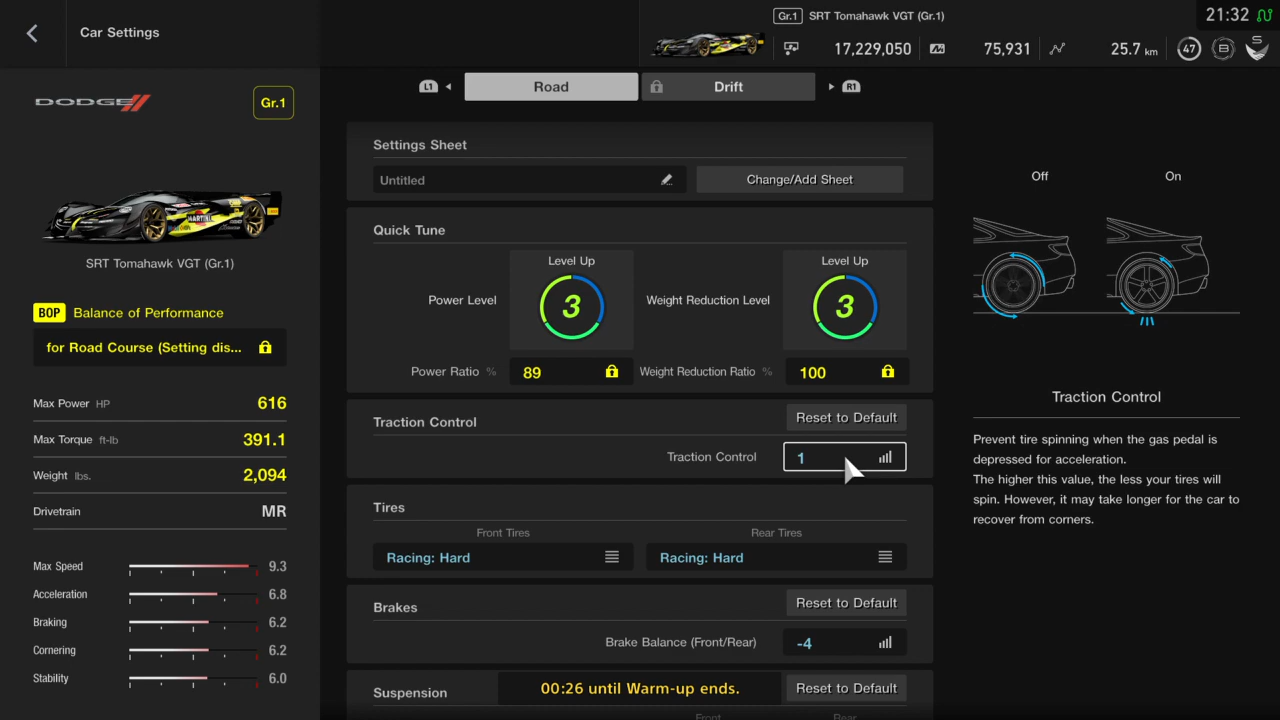 Car Settings
Gr.1 SRT Tomahawk VGT (Gr.1)
21:32
17,229,050
75,931
25.7 km
47
B
S
L1
Road
Drift
R1
DODGE
Gr.1
MARTINI
SRT Tomahawk VGT (Gr.1)
BOP Balance of Performance
for Road Course (Setting dis...
Max Power HP 616
Max Torque ft-lb 391.1
Weight lbs. 2,094
Drivetrain MR
Max Speed 9.3
Acceleration 6.8
Braking 6.2
Cornering 6.2
Stability 6.0
Settings Sheet
Untitled
Change/Add Sheet
Quick Tune
Level Up
Level Up
Power Level 3
Weight Reduction Level 3
Power Ratio % 89
Weight Reduction Ratio % 100
Traction Control
Reset to Default
Traction Control 1
Tires
Front Tires
Rear Tires
Racing: Hard
Racing: Hard
Brakes
Reset to Default
Brake Balance (Front/Rear) -4
Suspension
00:26 until Warm-up ends.
Reset to Default
Front
Rear
Off
On
Traction Control
Prevent tire spinning when the gas pedal is
depressed for acceleration.
The higher this value, the less your tires will
spin. However, it may take longer for the car to
recover from corners.